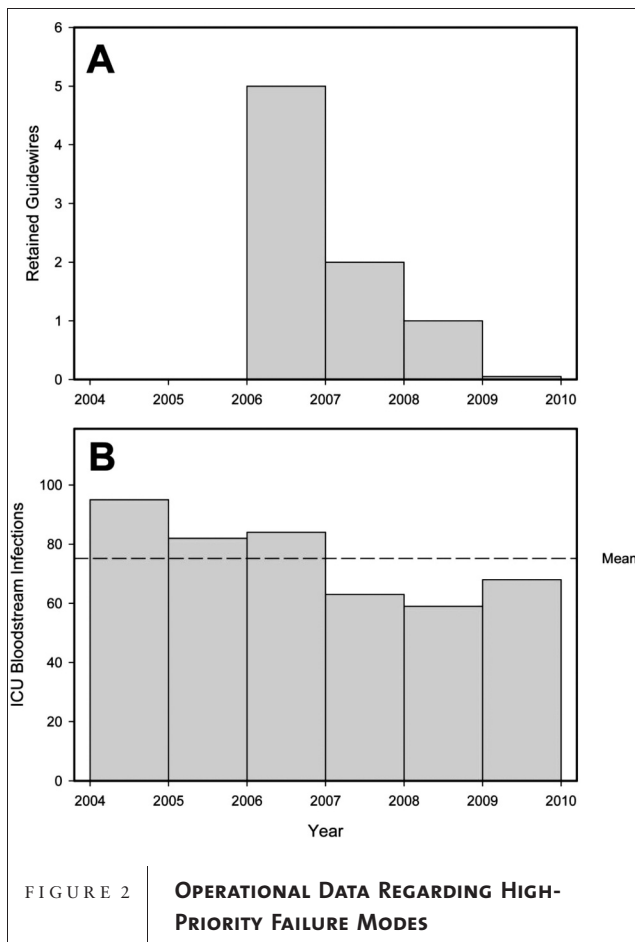 A
6
5
4
3
2
1
0
Retained Guidewires
2004 2005 2006 2007 2008 2009 2010
B
100
80
60
40
20
0
ICU Bloodstream Infections
Mean
2004 2005 2006 2007 2008 2009 2010
Year
FIGURE 2
OPERATIONAL DATA REGARDING HIGH-
PRIORITY FAILURE MODES